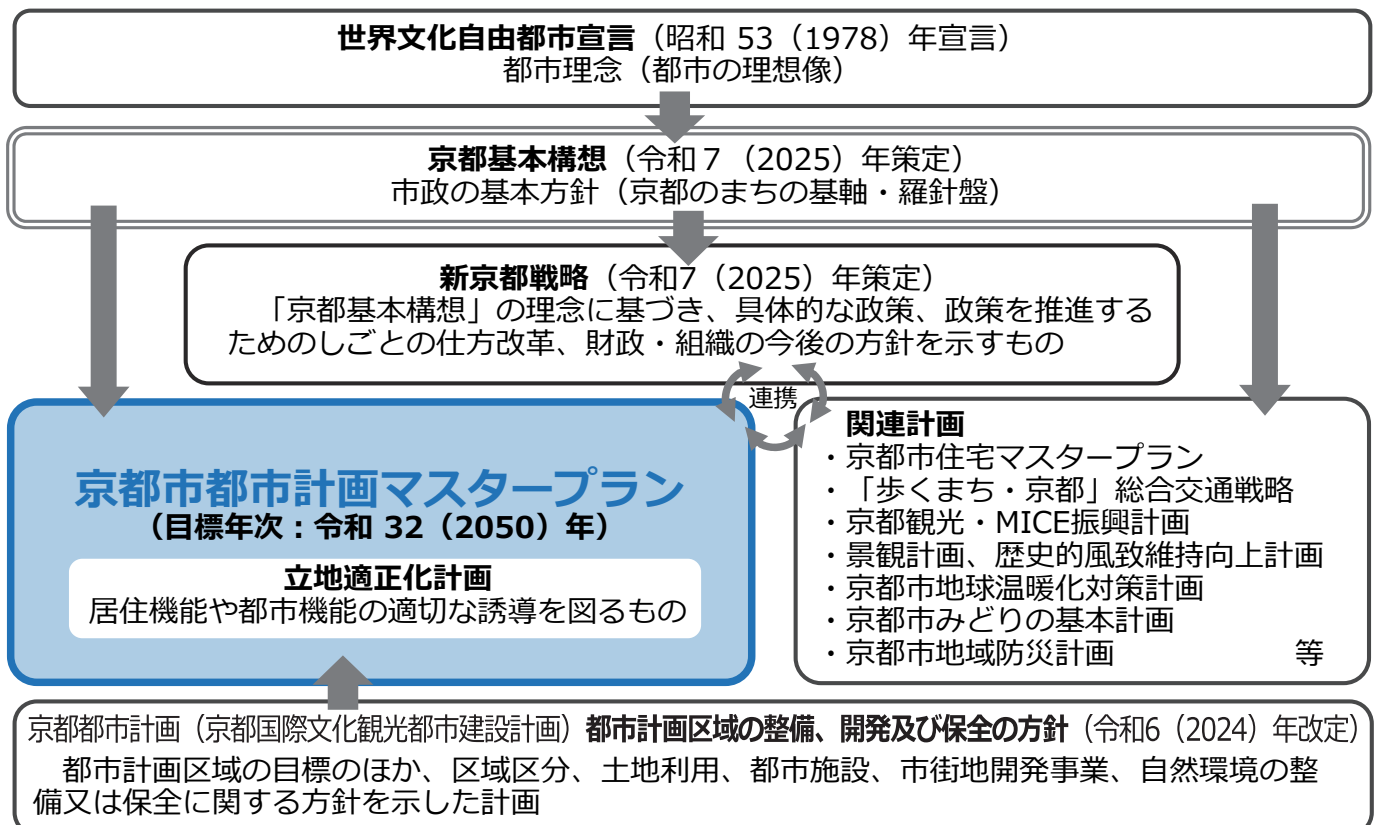 世界文化自由都市宣言（昭和 53（1978）年宣言）
都市理念（都市の理想像）
京都基本構想（令和７（2025）年策定）
市政の基本方針（京都のまちの基軸・羅針盤）
新京都戦略（令和7（2025）年策定）
「京都基本構想」の理念に基づき、具体的な政策、政策を推進する
ためのしごとの仕方改革、財政・組織の今後の方針を示すもの
連携
京都市都市計画マスタープラン
（目標年次：令和 32（2050）年）
立地適正化計画
居住機能や都市機能の適切な誘導を図るもの
関連計画
・京都市住宅マスタープラン
・「歩くまち・京都」総合交通戦略
・京都観光・MICE振興計画
・景観計画、歴史的風致維持向上計画
・京都市地球温暖化対策計画
・京都市みどりの基本計画
・京都市地域防災計画　　　　　　等
京都都市計画（京都国際文化観光都市建設計画）都市計画区域の整備、開発及び保全の方針（令和6（2024）年改定）
都市計画区域の目標のほか、区域区分、土地利用、都市施設、市街地開発事業、自然環境の整
備又は保全に関する方針を示した計画